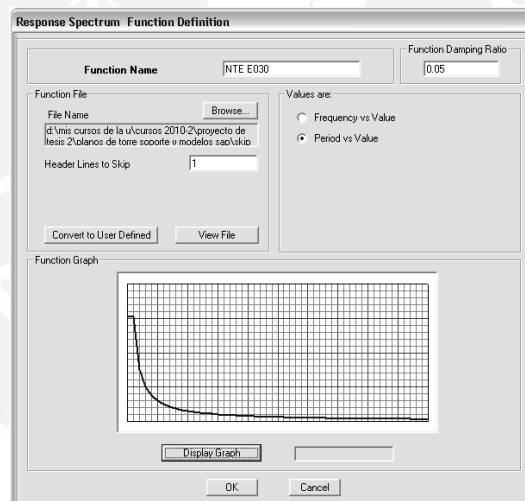 Response Spectrum Function Definition
Function Damping Ratio
Function Name
NTE E030
0.05
Function File
Values are:
File Name
Browse...
Frequency vs Value
d:\mis cursos de la u\cursos 2010-2\proyecto de
tesis 2\planos de torre soporte y modelos sap\skip
Period vs Value
Header Lines to Skip
1
Convert to User Defined
View File
Function Graph
Display Graph
OK
Cancel